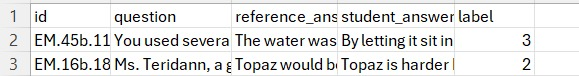 1 id question reference_ans student_answer label
2 EM.45b.11 You used severa The water was By letting it sit in 3
3 EM.16b.18 Ms. Teridann, a g Topaz would be Topaz is harder 2